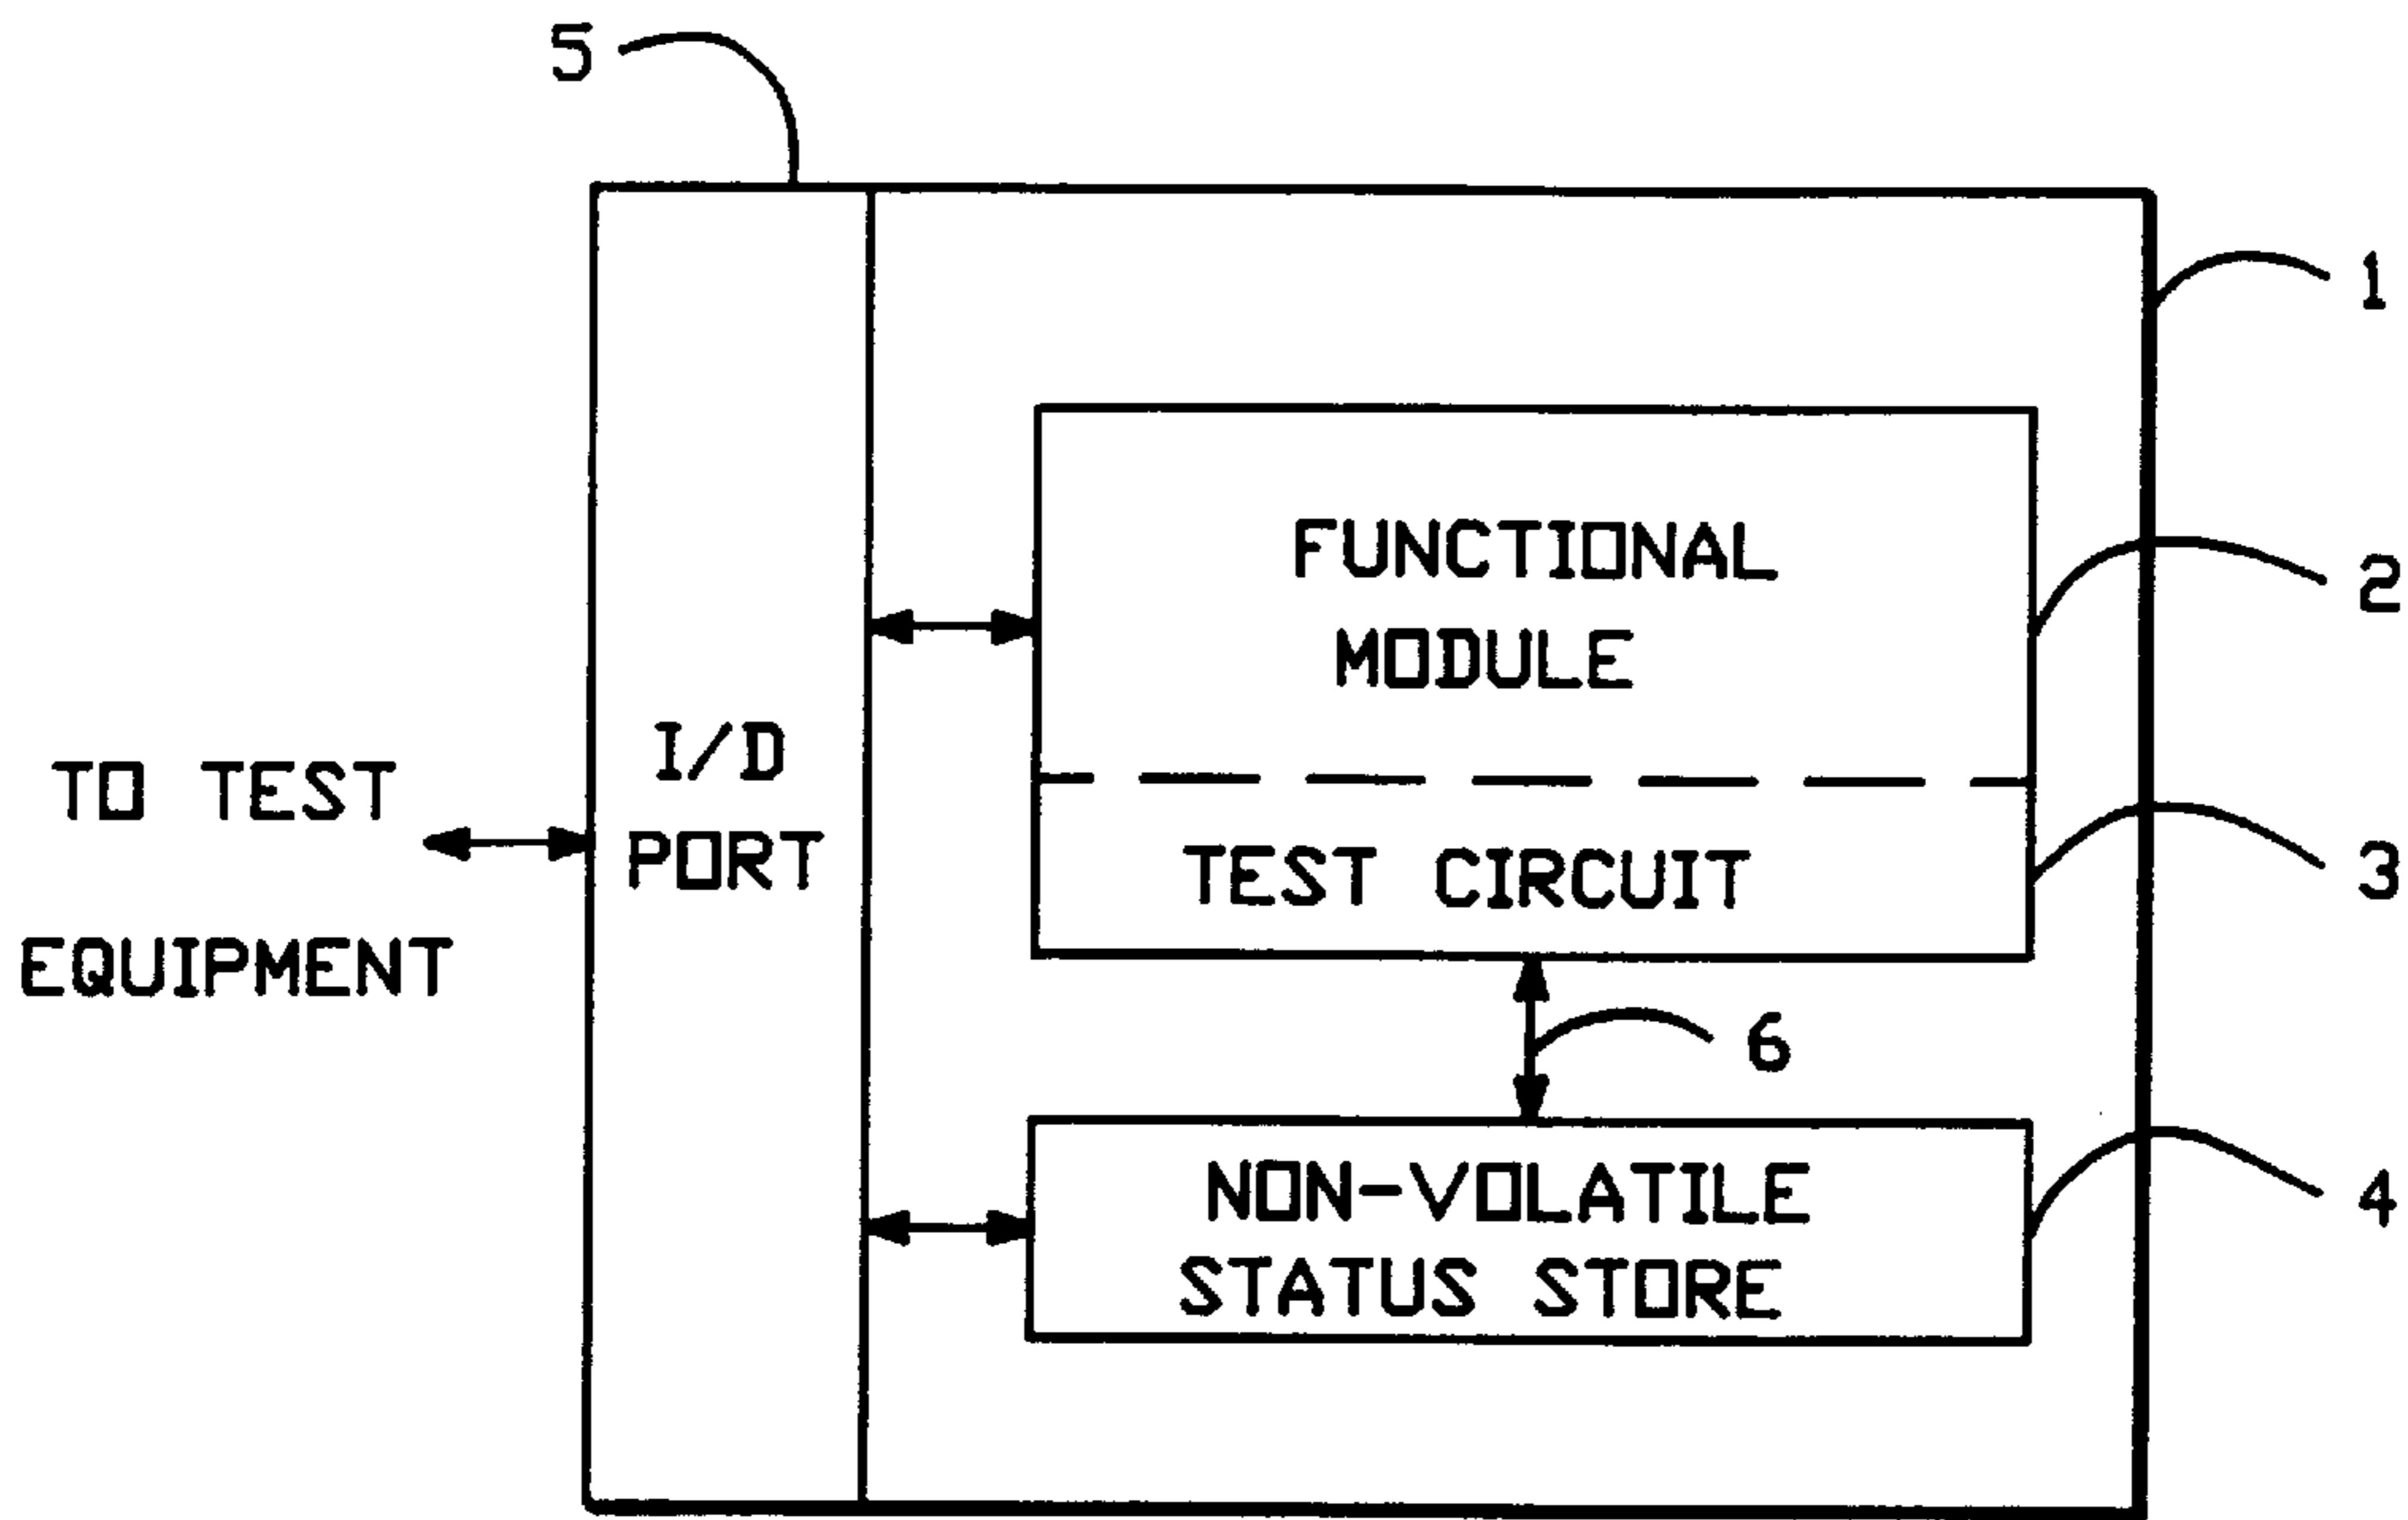 5
1
FUNCTIONAL
MODULE
2
I/D
PORT
TO TEST
EQUIPMENT
TEST CIRCUIT
3
6
NON-VOLATILE
STATUS STORE
4